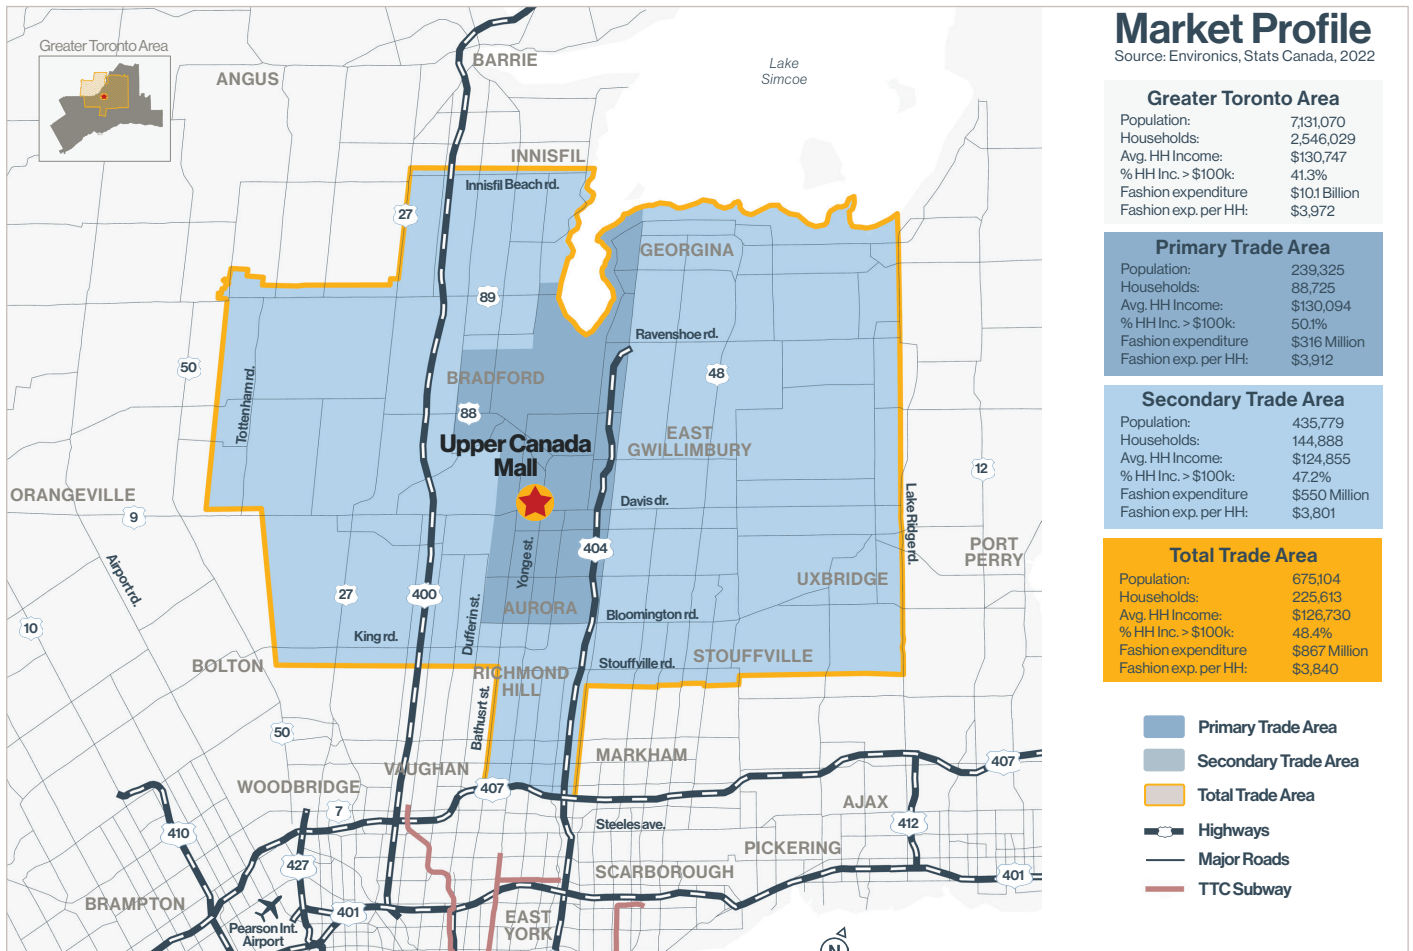 Market Profile
Source: Environics, Stats Canada, 2022
Greater Toronto Area
Population: 7,131,070
Households: 2,546,029
Avg. HH Income: $130,747
% HH Inc. > $100k: 41.3%
Fashion expenditure $10.1 Billion
Fashion exp. per HH: $3,972
Primary Trade Area
Population: 239,325
Households: 88,725
Avg. HH Income: $130,094
% HH Inc. > $100k: 50.1%
Fashion expenditure $316 Million
Fashion exp. per HH: $3,912
Secondary Trade Area
Population: 435,779
Households: 144,888
Avg. HH Income: $124,855
% HH Inc. > $100k: 47.2%
Fashion expenditure $550 Million
Fashion exp. per HH: $3,801
Total Trade Area
Population: 675,104
Households: 225,613
Avg. HH Income: $126,730
% HH Inc. > $100k: 48.4%
Fashion expenditure $867 Million
Fashion exp. per HH: $3,840
Primary Trade Area
Secondary Trade Area
Total Trade Area
Highways
Major Roads
TTC Subway
Greater Toronto Area
ANGUS
BARRIE
Lake
Simcoe
INNISFIL
Innisfil Beach rd.
27
GEORGINA
89
Ravenshoe rd.
50
48
BRADFORD
88
Tottenham rd.
EAST
GWILLIMBURY
Upper Canada
Mall
12
ORANGEVILLE
9
Davis dr.
Lake Ridge rd.
404
PORT
PERRY
Airport rd.
Yonge st.
UXBRIDGE
27
400
AURORA
Bloomington rd.
Dufferin st.
10
King rd.
BOLTON
Stouffville rd.
STOUFFVILLE
RICHMOND
HILL
Bathusrt st.
50
MARKHAM
VAUGHAN
407
WOODBRIDGE
407
7
AJAX
412
Steeles ave.
410
PICKERING
427
SCARBOROUGH
401
BRAMPTON
401
EAST
YORK
Pearson Int.
Airport
N